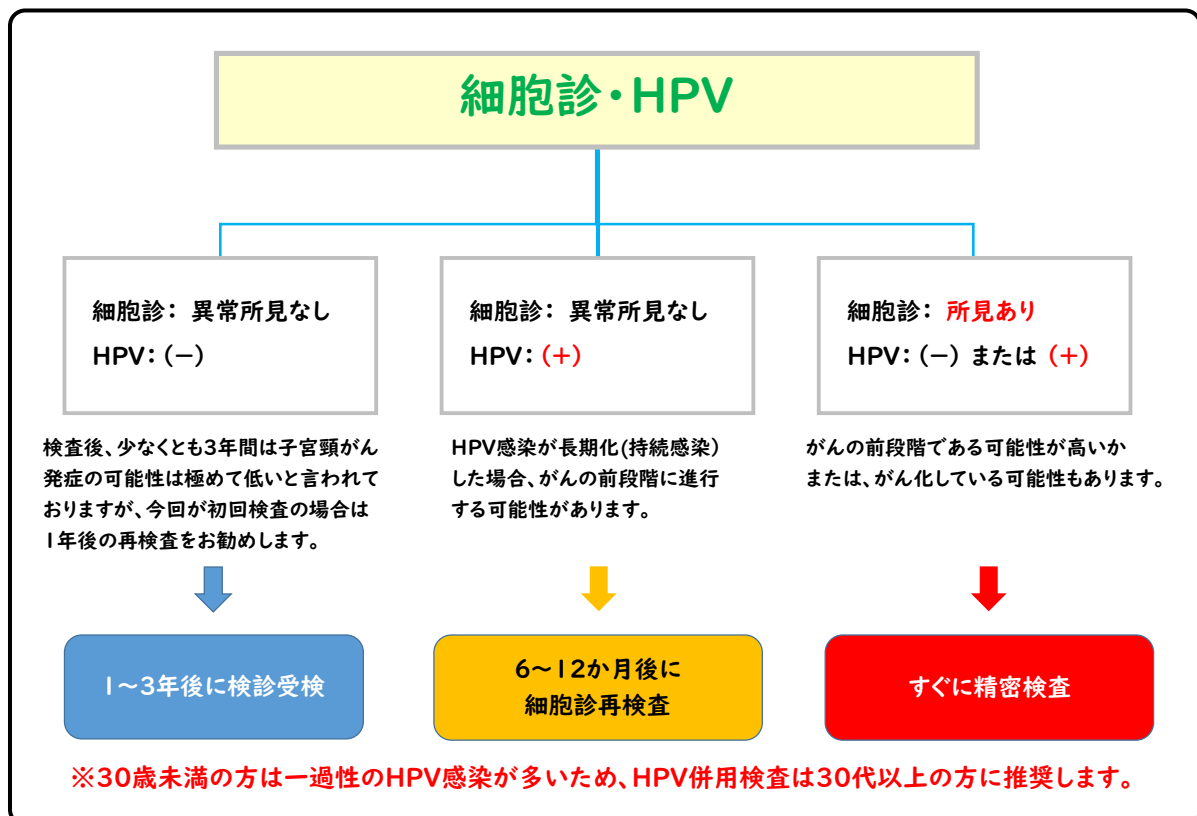 細胞診・HPV
細胞診： 異常所見なし
HPV：（－）
検査後、少なくとも3年間は子宮頸がん
発症の可能性は極めて低いと言われて
おりますが、今回が初回検査の場合は
1年後の再検査をお勧めします。
1～3年後に検診受検
細胞診： 異常所見なし
HPV：（＋）
HPV感染が長期化(持続感染）
した場合、がんの前段階に進行
する可能性があります。
6～12か月後に
細胞診再検査
細胞診： 所見あり
HPV：（－）または （＋）
がんの前段階である可能性が高いか
または、がん化している可能性もあります。
すぐに精密検査
※30歳未満の方は一過性のHPV感染が多いため、HPV併用検査は30代以上の方に推奨します。